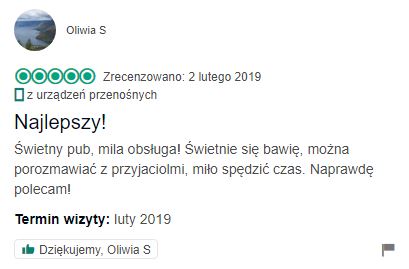 Oliwia S
Zrecenzowano: 2 lutego 2019
z urządzeń przenośnych
Najlepszy!
Świetny pub, mila obsługa! Świetnie się bawię, można
porozmawiać z przyjaciolmi, miło spędzić czas. Naprawdę
polecam!
Termin wizyty: luty 2019
Dziękujemy, Oliwia S